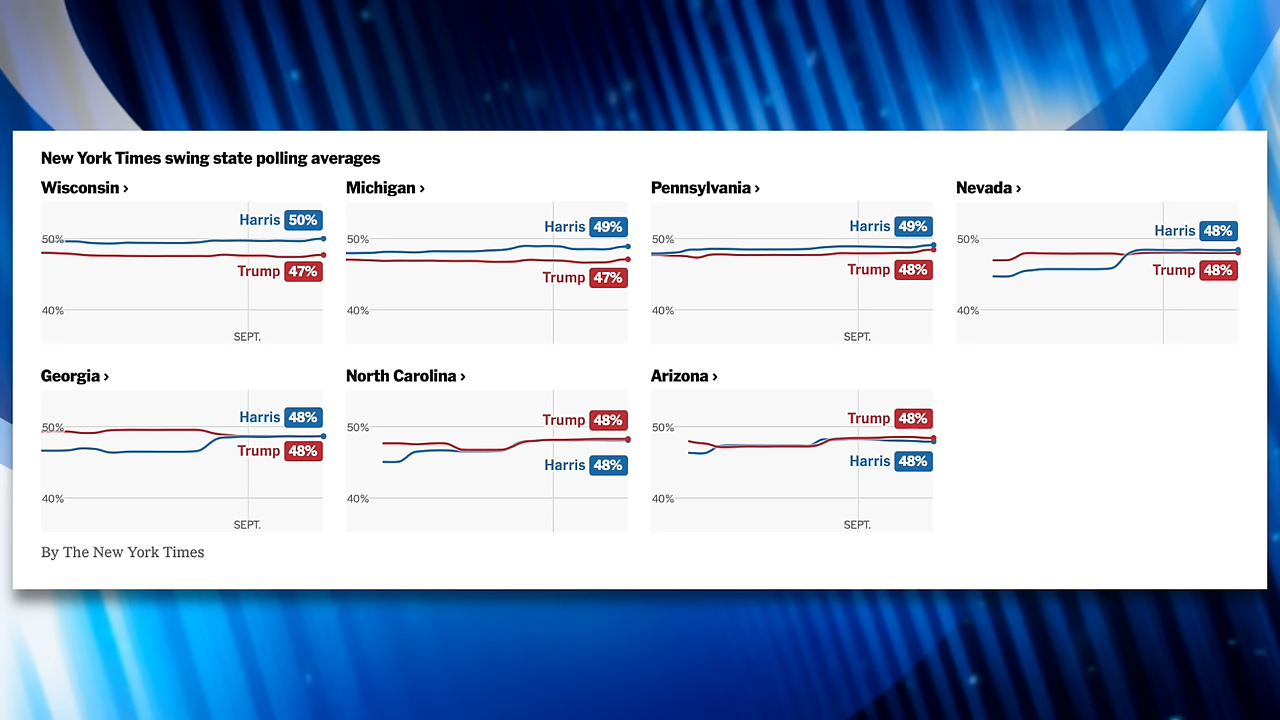 New York Times swing state polling averages
Wisconsin ›
50%
Harris 50%
Trump 47%
40%
SEPT.
Michigan ›
50%
Harris 49%
Trump 47%
40%
Pennsylvania ›
50%
Harris 49%
Trump 48%
40%
SEPT.
Nevada ›
50%
Harris 48%
Trump 48%
40%
Georgia ›
50%
Harris 48%
Trump 48%
40%
SEPT.
North Carolina ›
50%
Trump 48%
Harris 48%
40%
Arizona ›
50%
Trump 48%
Harris 48%
40%
SEPT.
By The New York Times